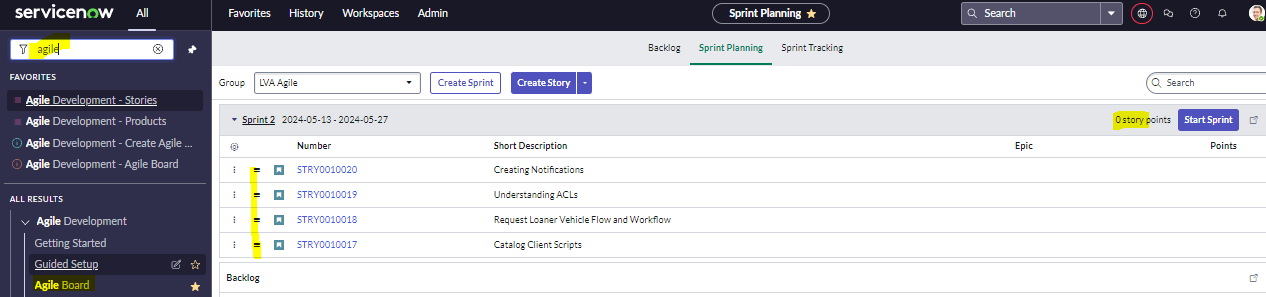 servicenow All Favorites History Workspaces Admin Sprint Planning Search
agile
FAVORITES
Agile Development - Stories
Agile Development - Products
Agile Development - Create Agile ...
Agile Development - Agile Board
ALL RESULTS
Agile Development
Getting Started
Guided Setup
Agile Board
Backlog Sprint Planning Sprint Tracking
Group LVA Agile Create Sprint Create Story Search
Sprint 2 2024-05-13 - 2024-05-27 0 story points Start Sprint
Number Short Description Epic Points
STRY0010020 Creating Notifications
STRY0010019 Understanding ACLs
STRY0010018 Request Loaner Vehicle Flow and Workflow
STRY0010017 Catalog Client Scripts
Backlog